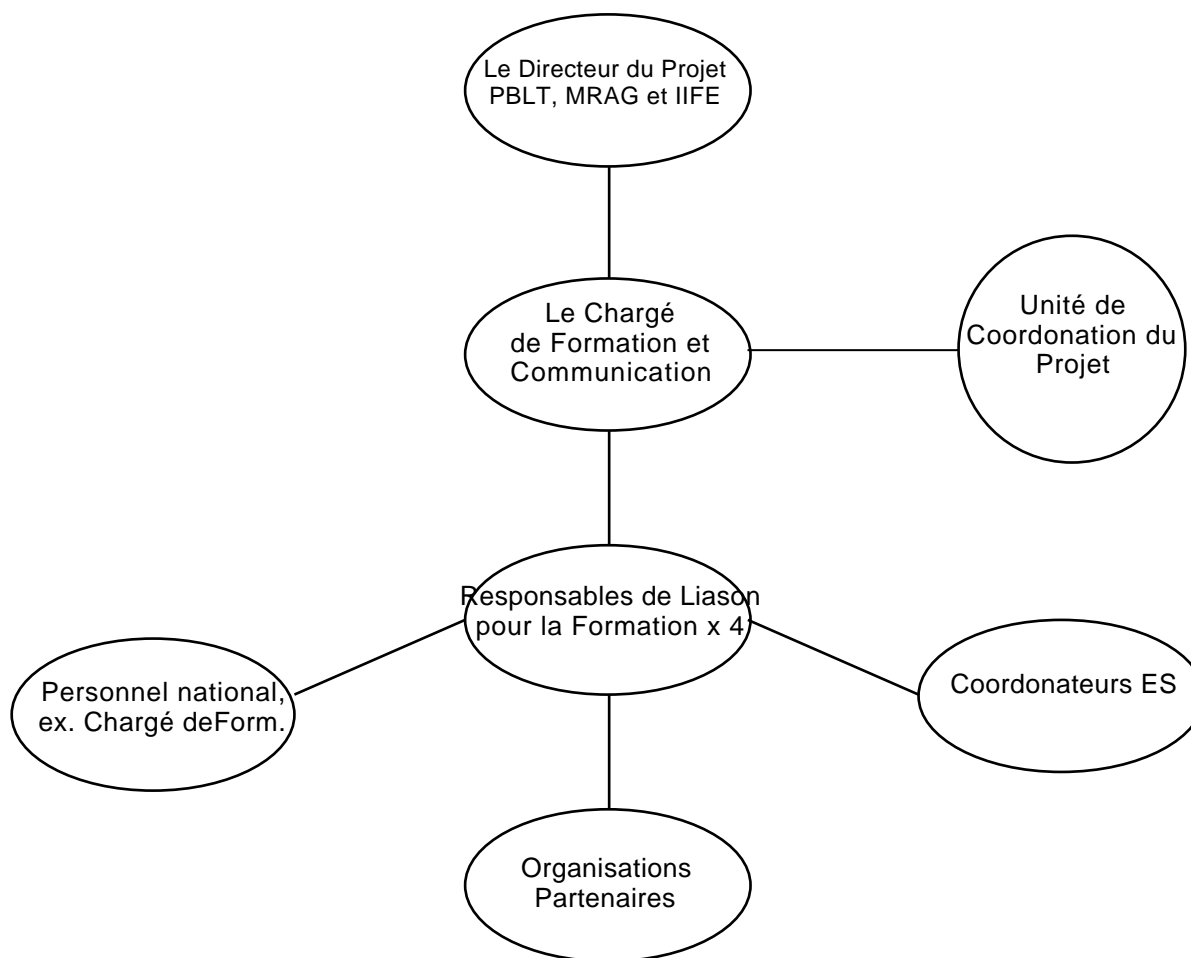 Le Directeur du Projet
PBLT, MRAG et IIFE
Le Chargé
de Formation et
Communication
Unité de
Coordonation du
Projet
Responsables de Liason
pour la Formation x 4
Personnel national,
ex. Chargé deForm.
Coordonateurs ES
Organisations
Partenaires